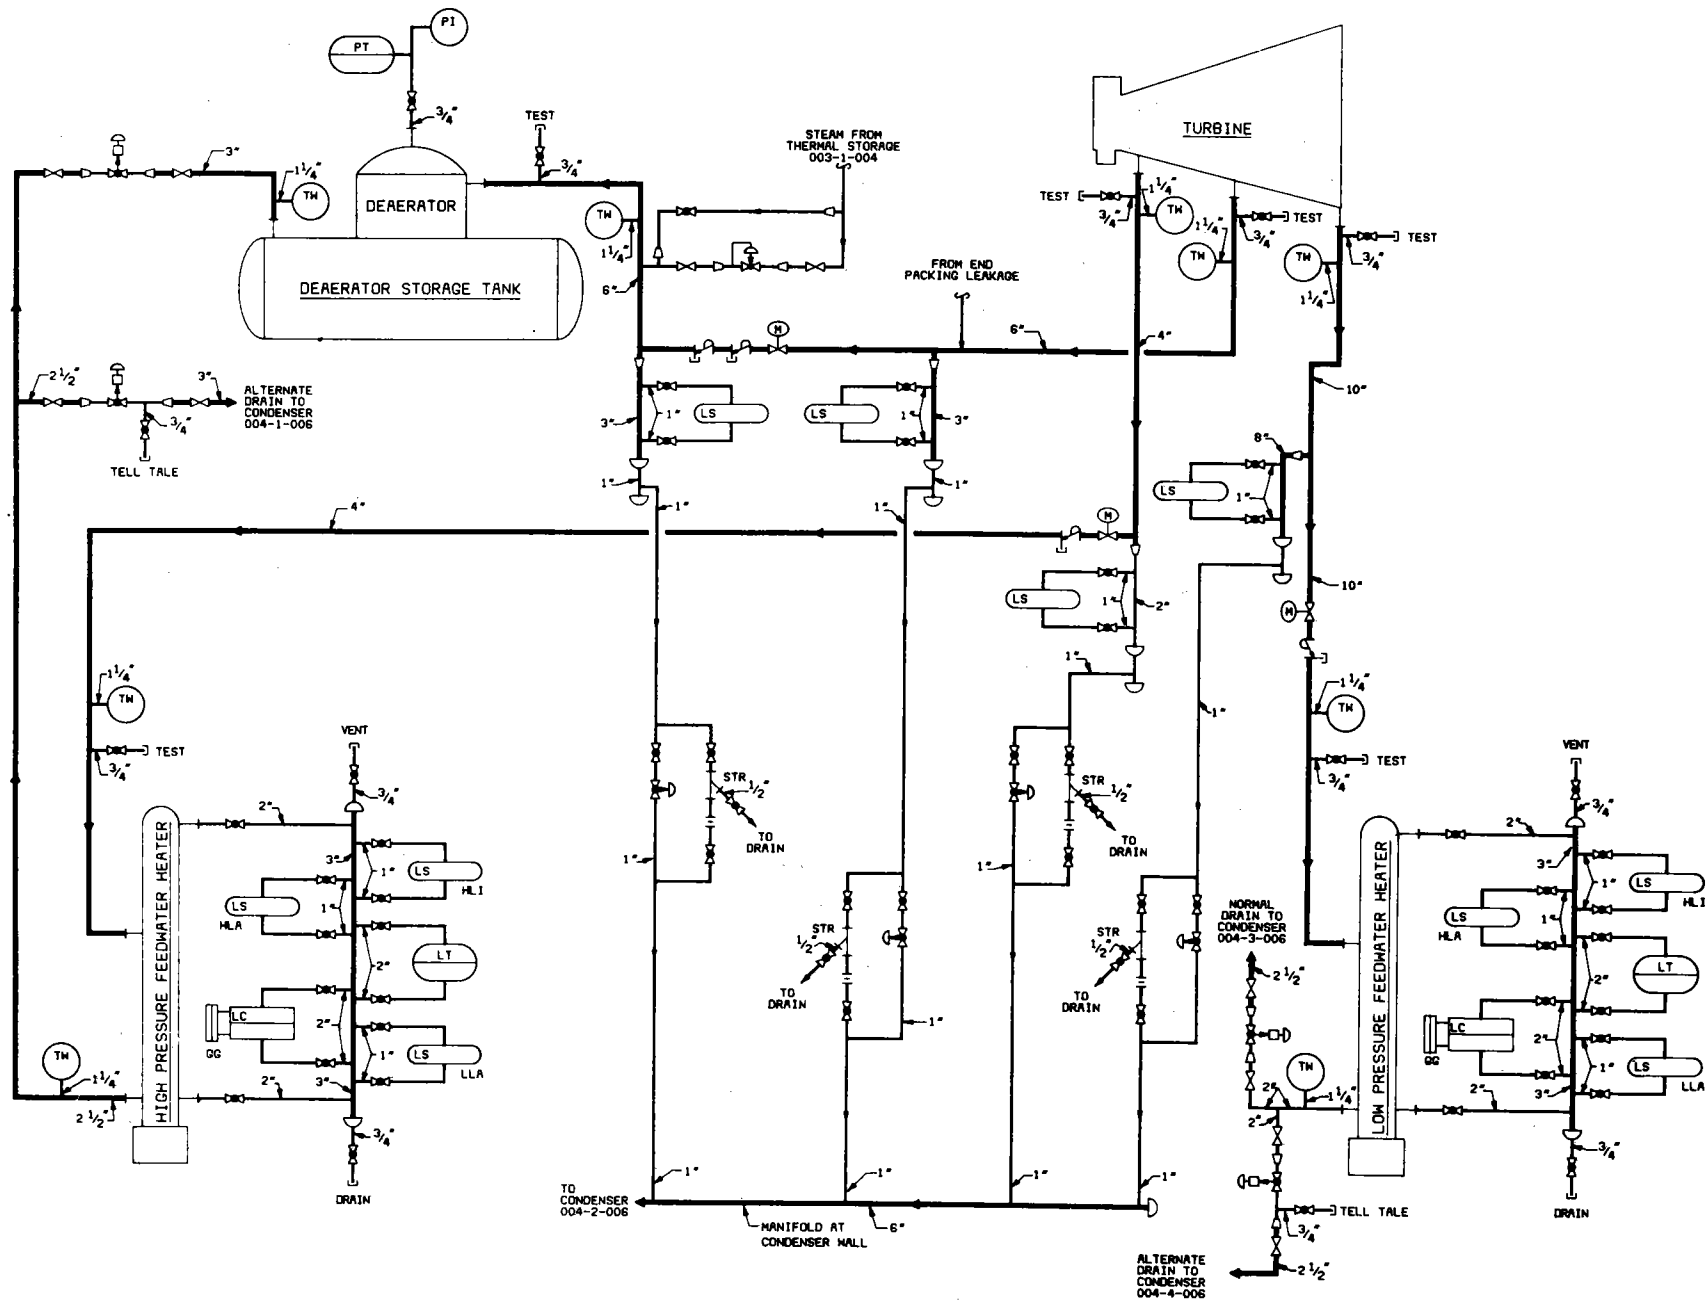 PI
PT
3/4"
TEST
3/4"
STEAM FROM
THERMAL STORAGE
003-1-004
TURBINE
3"
1 1/4"
TW
DEAERATOR
TW
1 1/4"
6"
DEAERATOR STORAGE TANK
FROM END
PACKING LEAKAGE
TEST
3/4"
1 1/4"
TW
1 1/4"
TW
3/4"
TEST
TW
1 1/4"
3/4"
TEST
M
6"
4"
10"
2 1/2"
3"
ALTERNATE
DRAIN TO
CONDENSER
004-1-006
3/4"
TELL TALE
3"
1"
LS
LS
1"
3"
8"
LS
1"
1"
1"
1"
1"
4"
M
10"
M
LS
1"
2"
1"
1"
1 1/4"
TW
TEST
3/4"
1 1/4"
TW
TEST
3/4"
VENT
3/4"
2"
3"
1"
LS
HLI
LS
HLA
1"
2"
LT
LC
GG
2"
1"
LS
LLA
3"
2"
3/4"
DRAIN
HIGH PRESSURE FEEDWATER HEATER
TW
1 1/4"
2 1/2"
STR
1/2"
TO
DRAIN
1"
STR
1/2"
TO
DRAIN
1"
STR
1/2"
TO
DRAIN
1"
STR
1/2"
TO
DRAIN
NORMAL
DRAIN TO
CONDENSER
004-3-006
2 1/2"
VENT
3/4"
2"
3"
1"
LS
HLI
LS
HLA
1"
2"
LT
LC
GG
2"
1"
LS
LLA
3"
2"
3/4"
DRAIN
LOW PRESSURE FEEDWATER HEATER
TW
2"
1 1/4"
2"
TELL TALE
3/4"
2 1/2"
ALTERNATE
DRAIN TO
CONDENSER
004-4-006
1"
1"
1"
1"
TO
CONDENSER
004-2-006
MANIFOLD AT
CONDENSER WALL
6"